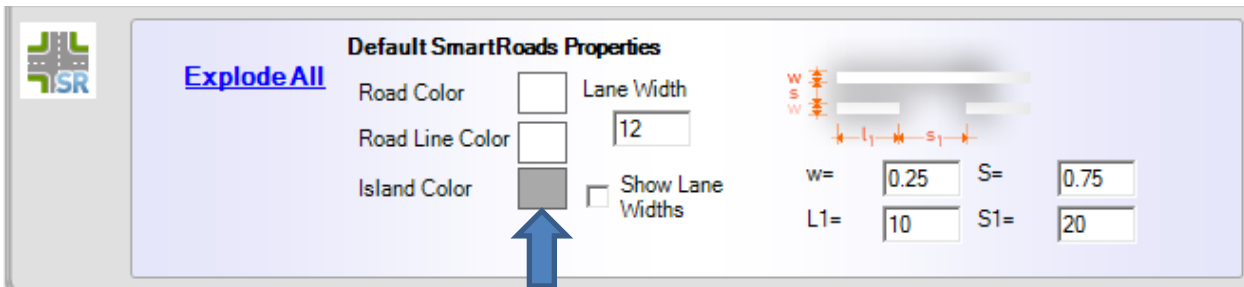 SR
Explode All
Default SmartRoads Properties
Road Color
Lane Width
Road Line Color
12
Island Color
Show Lane
Widths
w
s
w
l1
s1
w=
0.25
S=
0.75
L1=
10
S1=
20